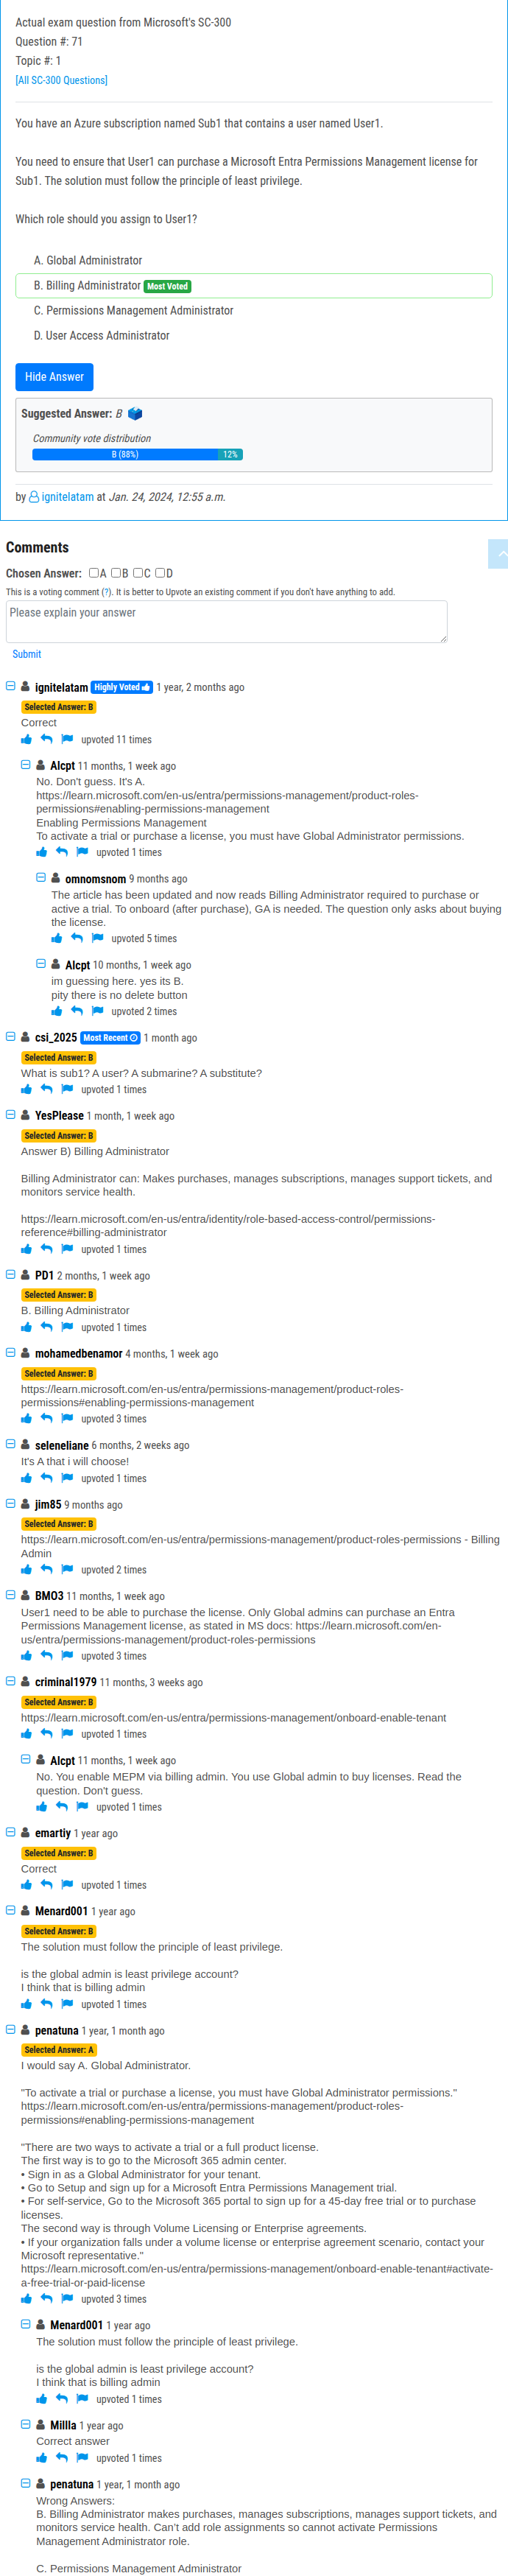 Actual exam question from Microsoft's SC-300
Question #: 71
Topic #: 1
[All SC-300 Questions]
You have an Azure subscription named Sub1 that contains a user named User1.
You need to ensure that User1 can purchase a Microsoft Entra Permissions Management license for
Sub1. The solution must follow the principle of least privilege.
Which role should you assign to User1?
A. Global Administrator
B. Billing Administrator Most Voted
C. Permissions Management Administrator
D. User Access Administrator
Hide Answer
Suggested Answer: B
Community vote distribution
B (88%) 12%
by ignitelatam at Jan. 24, 2024, 12:55 a.m.
Comments
Chosen Answer: A B C D
This is a voting comment (?). It is better to Upvote an existing comment if you don't have anything to add.
Please explain your answer
Submit
ignitelatam Highly Voted 1 year, 2 months ago
Selected Answer: B
Correct
upvoted 11 times
Alcpt 11 months, 1 week ago
No. Don't guess. It's A.
https://learn.microsoft.com/en-us/entra/permissions-management/product-roles-
permissions#enabling-permissions-management
Enabling Permissions Management
To activate a trial or purchase a license, you must have Global Administrator permissions.
upvoted 1 times
omnomsnom 9 months ago
The article has been updated and now reads Billing Administrator required to purchase or
active a trial. To onboard (after purchase), GA is needed. The question only asks about buying
the license.
upvoted 5 times
Alcpt 10 months, 1 week ago
im guessing here. yes its B.
pity there is no delete button
upvoted 2 times
csi_2025 Most Recent 1 month ago
Selected Answer: B
What is sub1? A user? A submarine? A substitute?
upvoted 1 times
YesPlease 1 month, 1 week ago
Selected Answer: B
Answer B) Billing Administrator
Billing Administrator can: Makes purchases, manages subscriptions, manages support tickets, and
monitors service health.
https://learn.microsoft.com/en-us/entra/identity/role-based-access-control/permissions-
reference#billing-administrator
upvoted 1 times
PD1 2 months, 1 week ago
Selected Answer: B
B. Billing Administrator
upvoted 1 times
mohamedbenamor 4 months, 1 week ago
Selected Answer: B
https://learn.microsoft.com/en-us/entra/permissions-management/product-roles-
permissions#enabling-permissions-management
upvoted 3 times
seleneliane 6 months, 2 weeks ago
It's A that i will choose!
upvoted 1 times
jim85 9 months ago
Selected Answer: B
https://learn.microsoft.com/en-us/entra/permissions-management/product-roles-permissions - Billing
Admin
upvoted 2 times
BMO3 11 months, 1 week ago
User1 need to be able to purchase the license. Only Global admins can purchase an Entra
Permissions Management license, as stated in MS docs: https://learn.microsoft.com/en-
us/entra/permissions-management/product-roles-permissions
upvoted 3 times
criminal1979 11 months, 3 weeks ago
Selected Answer: B
https://learn.microsoft.com/en-us/entra/permissions-management/onboard-enable-tenant
upvoted 1 times
Alcpt 11 months, 1 week ago
No. You enable MEPM via billing admin. You use Global admin to buy licenses. Read the
question. Don't guess.
upvoted 1 times
emartiy 1 year ago
Selected Answer: B
Correct
upvoted 1 times
Menard001 1 year ago
Selected Answer: B
The solution must follow the principle of least privilege.
is the global admin is least privilege account?
I think that is billing admin
upvoted 1 times
penatuna 1 year, 1 month ago
Selected Answer: A
I would say A. Global Administrator.
"To activate a trial or purchase a license, you must have Global Administrator permissions."
https://learn.microsoft.com/en-us/entra/permissions-management/product-roles-
permissions#enabling-permissions-management
"There are two ways to activate a trial or a full product license.
The first way is to go to the Microsoft 365 admin center.
• Sign in as a Global Administrator for your tenant.
• Go to Setup and sign up for a Microsoft Entra Permissions Management trial.
• For self-service, Go to the Microsoft 365 portal to sign up for a 45-day free trial or to purchase
licenses.
The second way is through Volume Licensing or Enterprise agreements.
• If your organization falls under a volume license or enterprise agreement scenario, contact your
Microsoft representative."
https://learn.microsoft.com/en-us/entra/permissions-management/onboard-enable-tenant#activate-
a-free-trial-or-paid-license
upvoted 3 times
Menard001 1 year ago
The solution must follow the principle of least privilege.
is the global admin is least privilege account?
I think that is billing admin
upvoted 1 times
Millla 1 year ago
Correct answer
upvoted 1 times
penatuna 1 year, 1 month ago
Wrong Answers:
B. Billing Administrator makes purchases, manages subscriptions, manages support tickets, and
monitors service health. Can't add role assignments so cannot activate Permissions
Management Administrator role.
C. Permissions Management Administrator